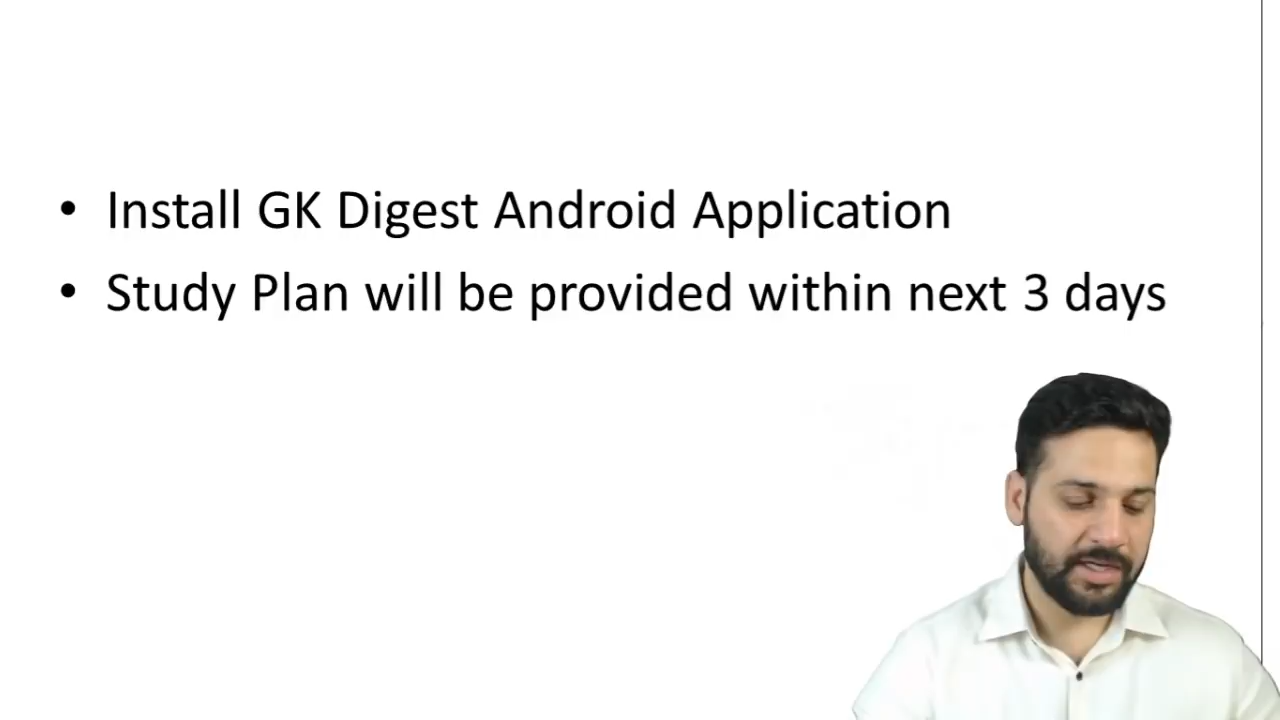 • Install GK Digest Android Application
• Study Plan will be provided within next 3 days